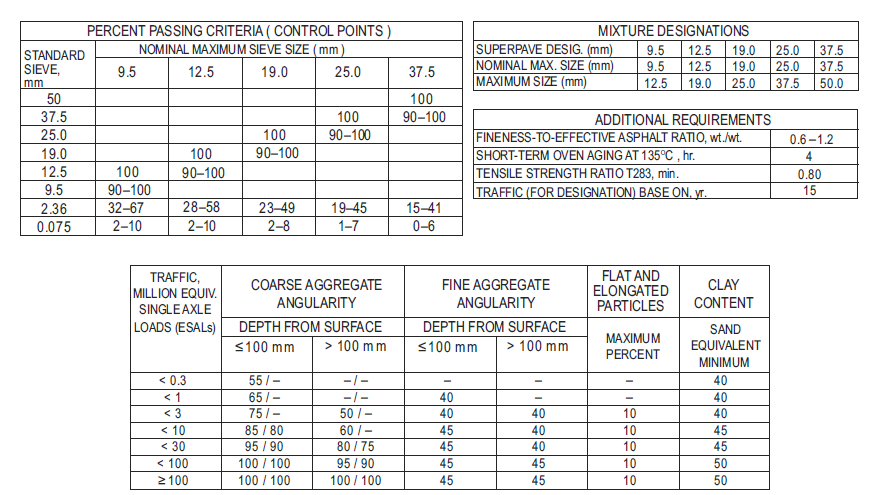 PERCENT PASSING CRITERIA ( CONTROL POINTS )
STANDARD SIEVE, mm
NOMINAL MAXIMUM SIEVE SIZE ( mm )
9.5 12.5 19.0 25.0 37.5
50 100
37.5 100 90–100
25.0 100 90–100
19.0 100 90–100
12.5 100 90–100
9.5 90–100
2.36 32–67 28–58 23–49 19–45 15–41
0.075 2–10 2–10 2–8 1–7 0–6
MIXTURE DESIGNATIONS
SUPERPAVE DESIG. (mm) 9.5 12.5 19.0 25.0 37.5
NOMINAL MAX. SIZE (mm) 9.5 12.5 19.0 25.0 37.5
MAXIMUM SIZE (mm) 12.5 19.0 25.0 37.5 50.0
ADDITIONAL REQUIREMENTS
FINENESS-TO-EFFECTIVE ASPHALT RATIO, wt./wt. 0.6–1.2
SHORT-TERM OVEN AGING AT 135°C , hr. 4
TENSILE STRENGTH RATIO T283, min. 0.80
TRAFFIC (FOR DESIGNATION) BASE ON, yr. 15
TRAFFIC,
MILLION EQUIV.
SINGLE AXLE
LOADS (ESALs)
COARSE AGGREGATE
ANGULARITY
FINE AGGREGATE
ANGULARITY
FLAT AND
ELONGATED
PARTICLES
CLAY
CONTENT
DEPTH FROM SURFACE DEPTH FROM SURFACE
≤100 mm > 100 mm ≤100 mm > 100 mm
MAXIMUM
PERCENT
SAND
EQUIVALENT
MINIMUM
< 0.3 55 / – – / – – – – 40
< 1 65 / – – / – 40 – – 40
< 3 75 / – 50 / – 40 40 10 40
< 10 85 / 80 60 / – 45 40 10 45
< 30 95 / 90 80 / 75 45 40 10 45
< 100 100 / 100 95 / 90 45 45 10 50
≥ 100 100 / 100 100 / 100 45 45 10 50